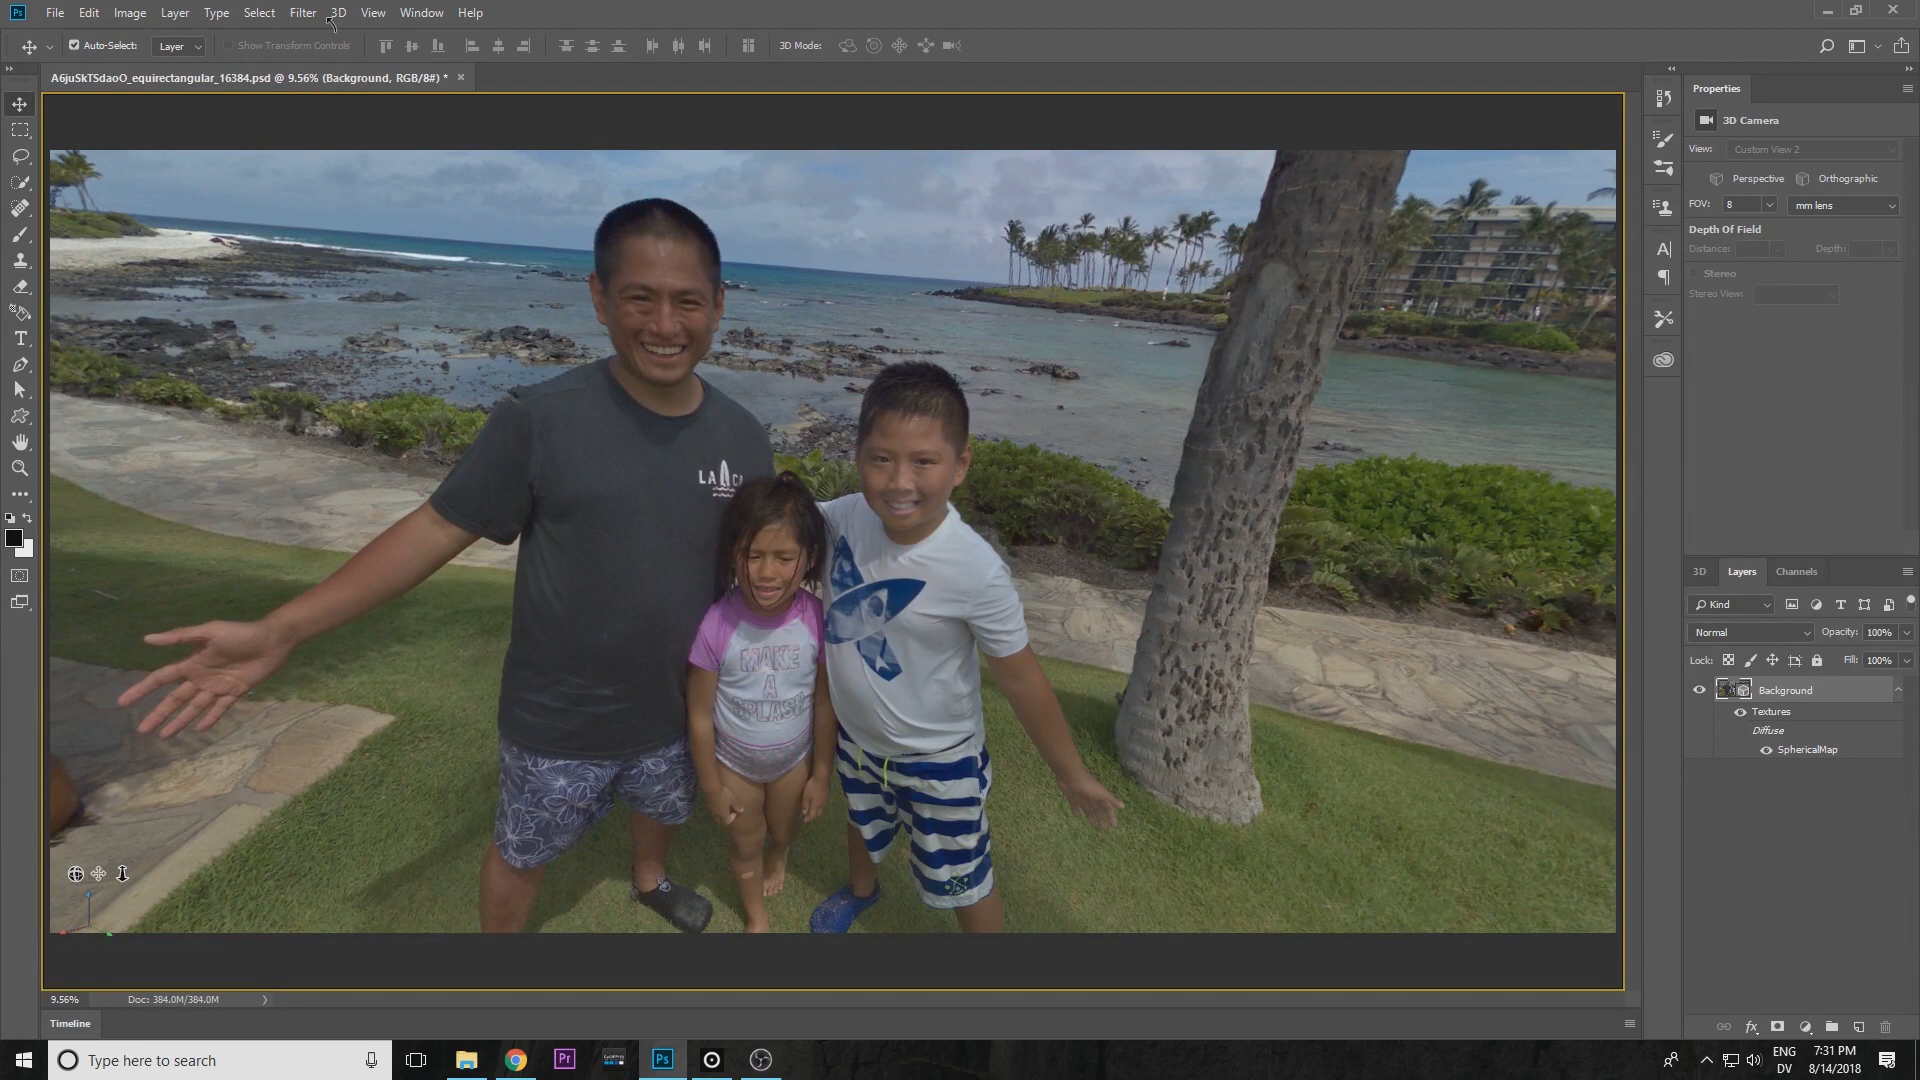 Ps File Edit Image Layer Type Select Filter 3D View Window Help
Auto-Select: Layer Show Transform Controls 3D Mode:
A6juSkTSdaoO_equirectangular_16384.psd @ 9.56% (Background, RGB/8#) * ×
Properties
3D Camera
View: Custom View 2
Perspective Orthographic
FOV: 8 mm lens
Depth Of Field
Distance: Depth:
Stereo
Stereo View:
3D Layers Channels
Kind
Normal Opacity: 100%
Lock: Fill: 100%
Background
Textures
Diffuse
SphericalMap
LA CA
MAKE
A
SPLASH
9.56% Doc: 384.0M/384.0M
Timeline
Type here to search
Pr
Ps
ENG
DV
7:31 PM
8/14/2018